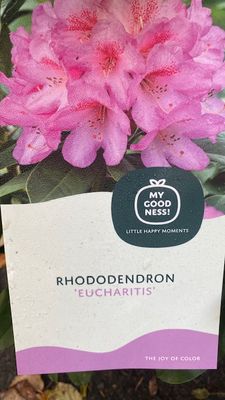 MY
GOOD
NESS!
LITTLE HAPPY MOMENTS
RHODODENDRON
'EUCHARITIS'
THE JOY OF COLOR